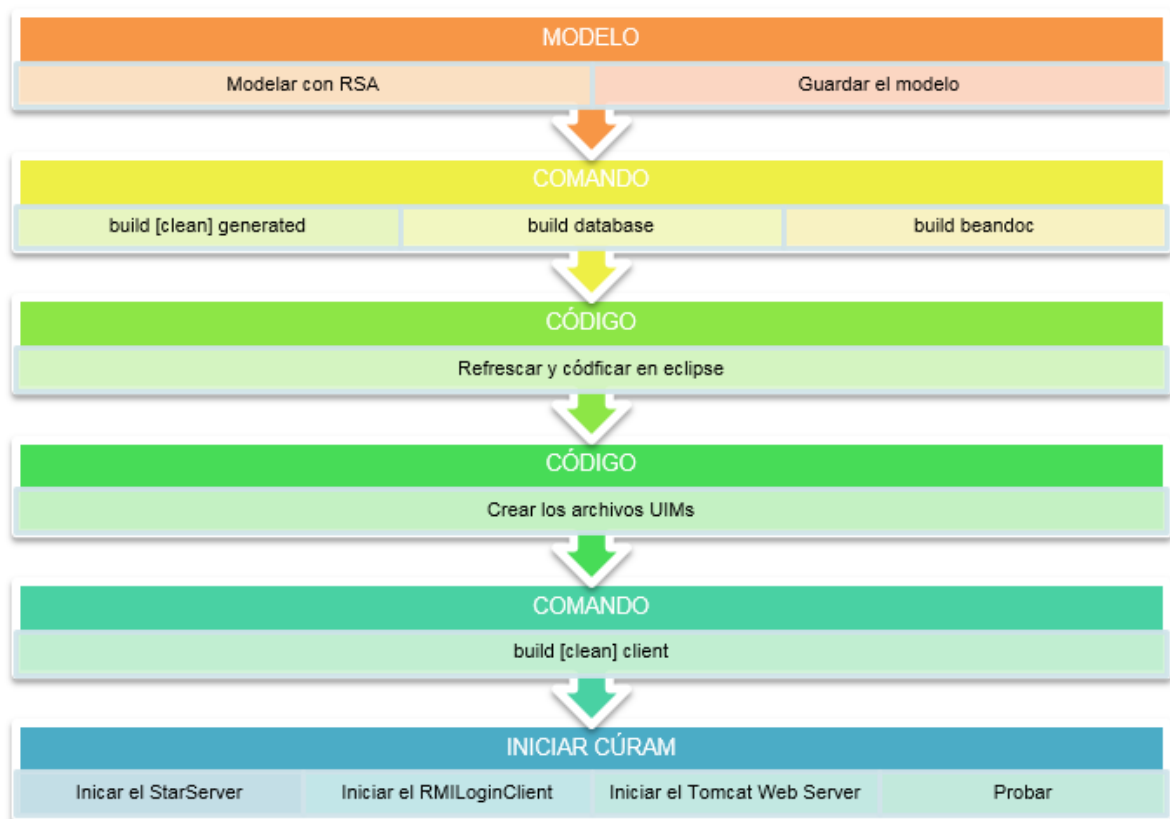 MODELO
Modelar con RSA
Guardar el modelo
COMANDO
build [clean] generated
build database
build beandoc
CÓDIGO
Refrescar y códficar en eclipse
CÓDIGO
Crear los archivos UIMs
COMANDO
build [clean] client
INICIAR CÚRAM
Inicar el StarServer
Iniciar el RMILoginClient
Iniciar el Tomcat Web Server
Probar